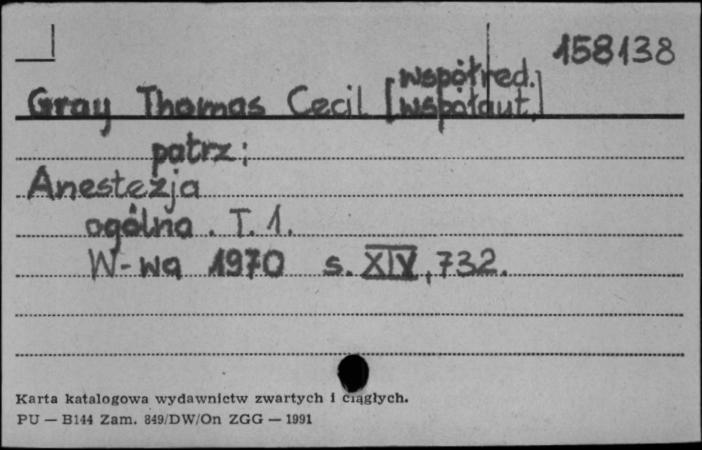 158138
współred.
Gray Thomas Cecil [współaut.]
patrz:
Anestezja
ogólna. T. 1.
W-wa 1970 s. XIV, 732.
Karta katalogowa wydawnictw zwartych i ciągłych.
PU — B144 Zam. 849/DW/On ZGG — 1991